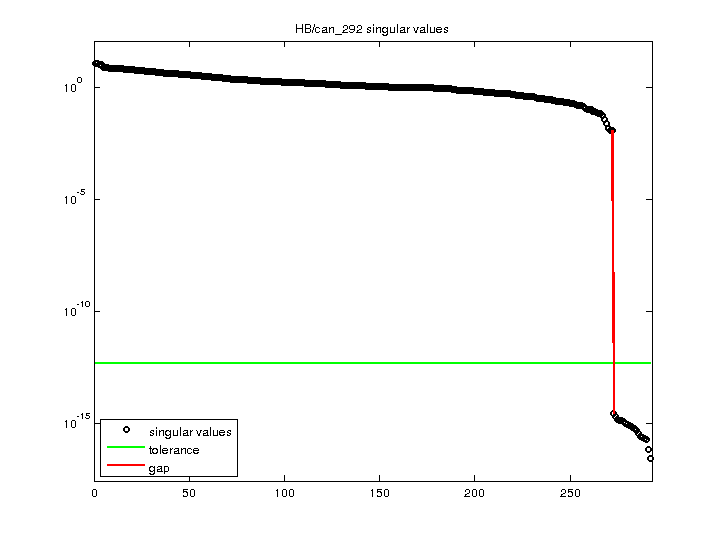 HB/can_292 singular values
10^0
10^-5
10^-10
10^-15
singular values
tolerance
gap
0 50 100 150 200 250